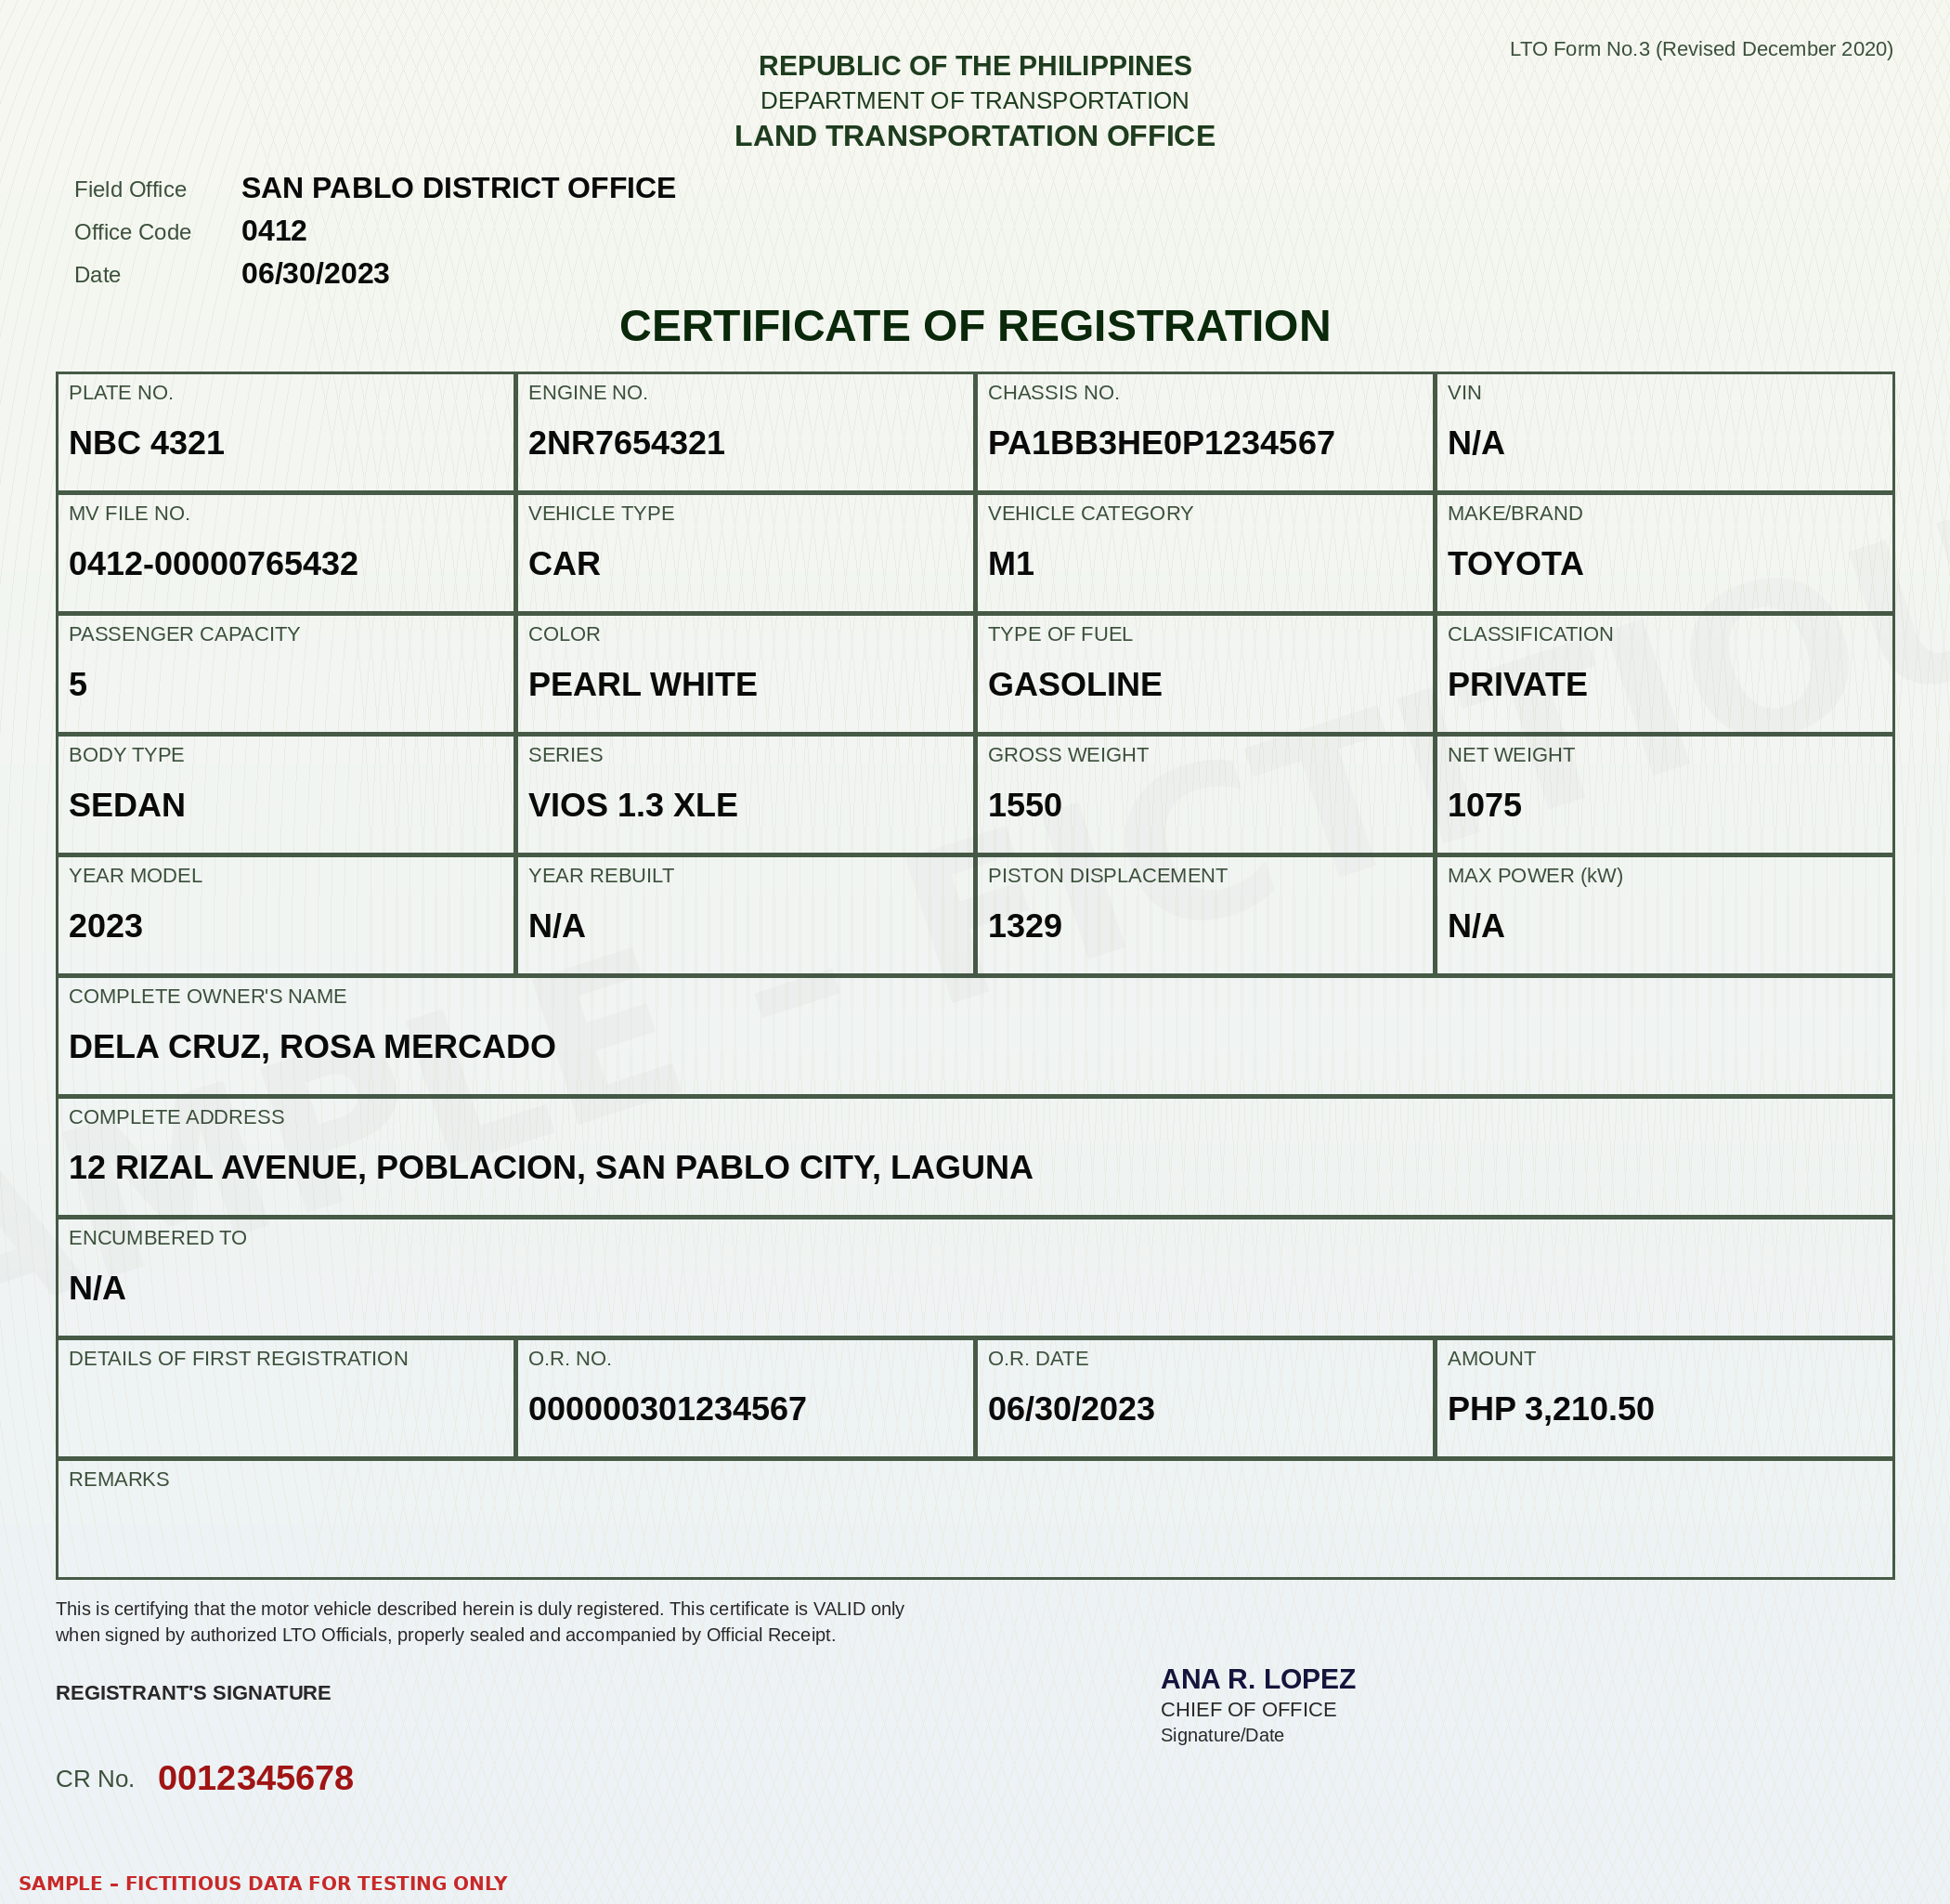 LTO Form No.3 (Revised December 2020)
REPUBLIC OF THE PHILIPPINES
DEPARTMENT OF TRANSPORTATION
LAND TRANSPORTATION OFFICE
Field Office SAN PABLO DISTRICT OFFICE
Office Code 0412
Date 06/30/2023
CERTIFICATE OF REGISTRATION
PLATE NO. ENGINE NO. CHASSIS NO. VIN
NBC 4321 2NR7654321 PA1BB3HE0P1234567 N/A
MV FILE NO. VEHICLE TYPE VEHICLE CATEGORY MAKE/BRAND
0412-00000765432 CAR M1 TOYOTA
PASSENGER CAPACITY COLOR TYPE OF FUEL CLASSIFICATION
5 PEARL WHITE GASOLINE PRIVATE
BODY TYPE SERIES GROSS WEIGHT NET WEIGHT
SEDAN VIOS 1.3 XLE 1550 1075
YEAR MODEL YEAR REBUILT PISTON DISPLACEMENT MAX POWER (kW)
2023 N/A 1329 N/A
COMPLETE OWNER'S NAME
DELA CRUZ, ROSA MERCADO
COMPLETE ADDRESS
12 RIZAL AVENUE, POBLACION, SAN PABLO CITY, LAGUNA
ENCUMBERED TO
N/A
DETAILS OF FIRST REGISTRATION O.R. NO. O.R. DATE AMOUNT
000000301234567 06/30/2023 PHP 3,210.50
REMARKS
This is certifying that the motor vehicle described herein is duly registered. This certificate is VALID only
when signed by authorized LTO Officials, properly sealed and accompanied by Official Receipt.
REGISTRANT'S SIGNATURE
ANA R. LOPEZ
CHIEF OF OFFICE
Signature/Date
CR No. 0012345678
AMPLE – FICTITIOU
SAMPLE – FICTITIOUS DATA FOR TESTING ONLY